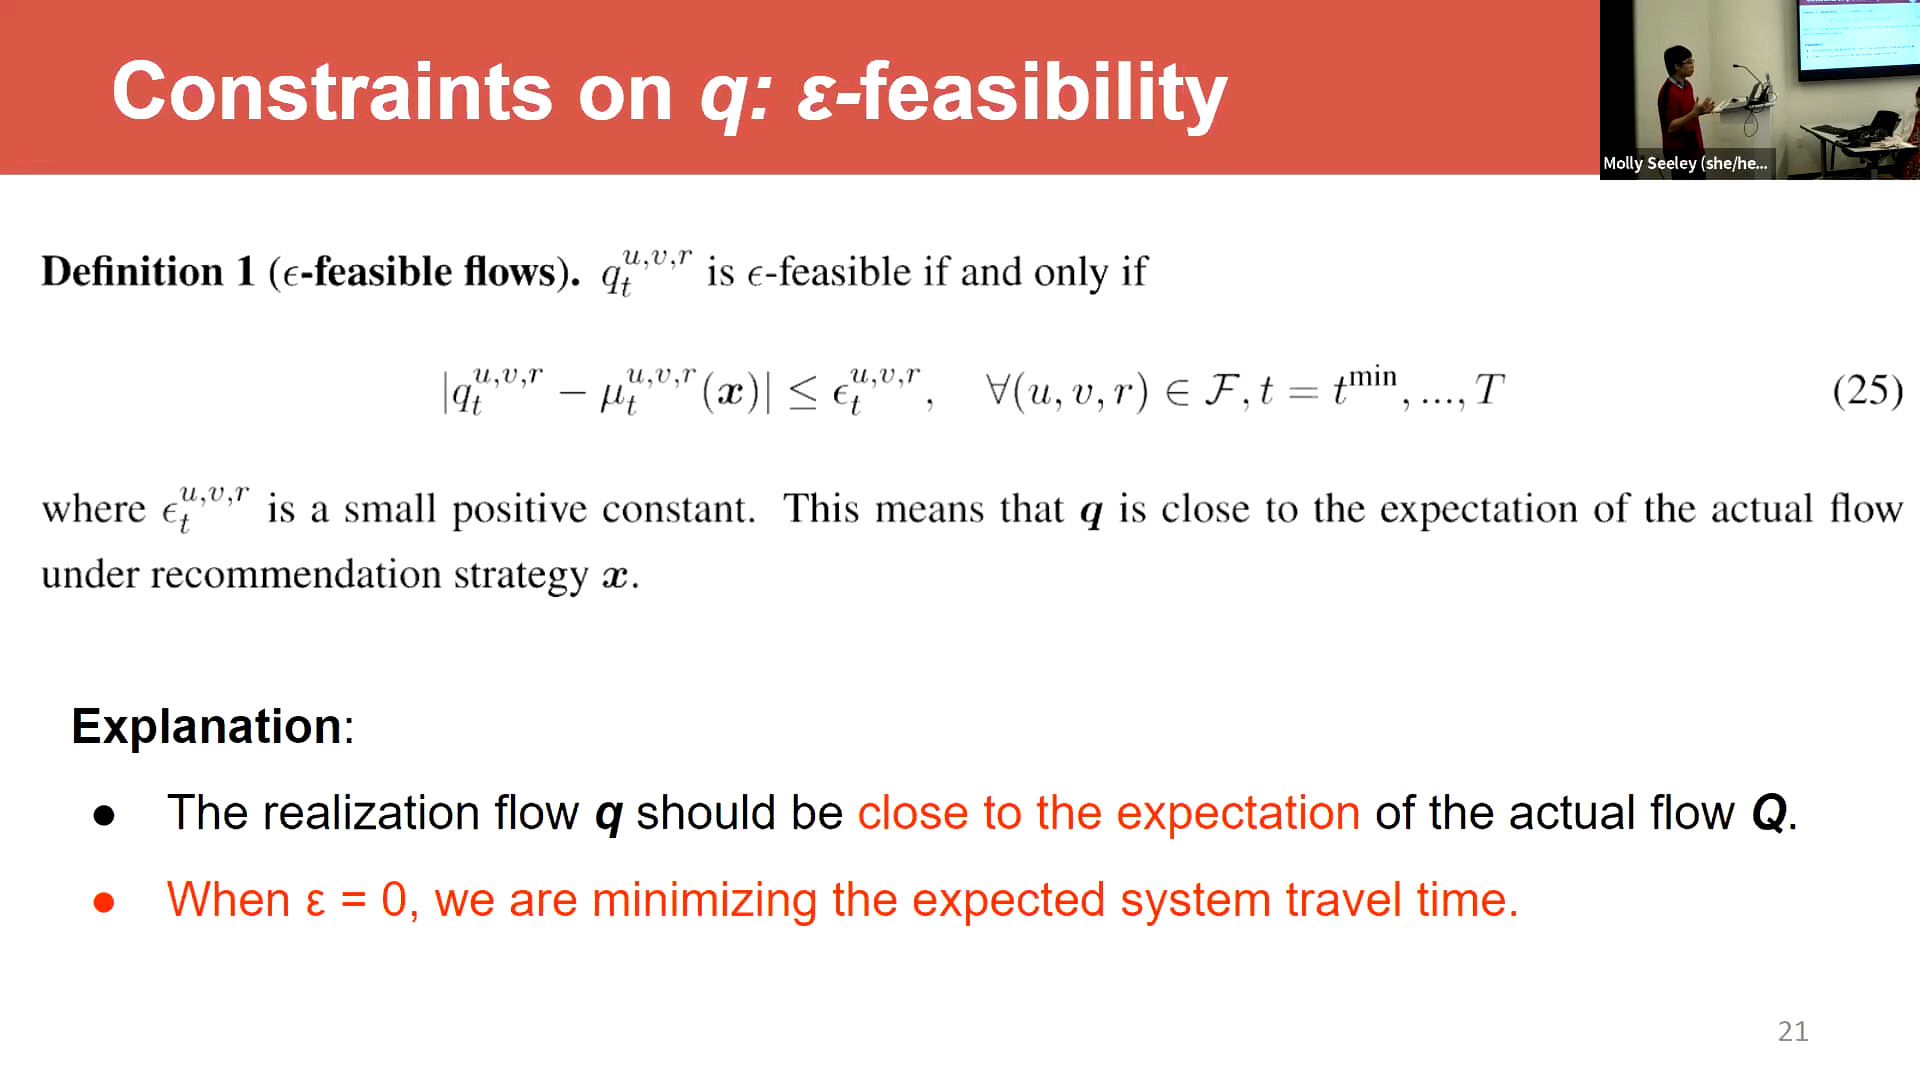 Constraints on q: ε-feasibility
Molly Seeley (she/he...
Definition 1 (ϵ-feasible flows). q_t^{u,v,r} is ϵ-feasible if and only if
|q_t^{u,v,r} − μ_t^{u,v,r}(x)| ≤ ϵ_t^{u,v,r}, ∀(u, v, r) ∈ F, t = t^{min}, ..., T (25)
where ϵ_t^{u,v,r} is a small positive constant. This means that q is close to the expectation of the actual flow
under recommendation strategy x.
Explanation:
● The realization flow q should be close to the expectation of the actual flow Q.
● When ε = 0, we are minimizing the expected system travel time.
21